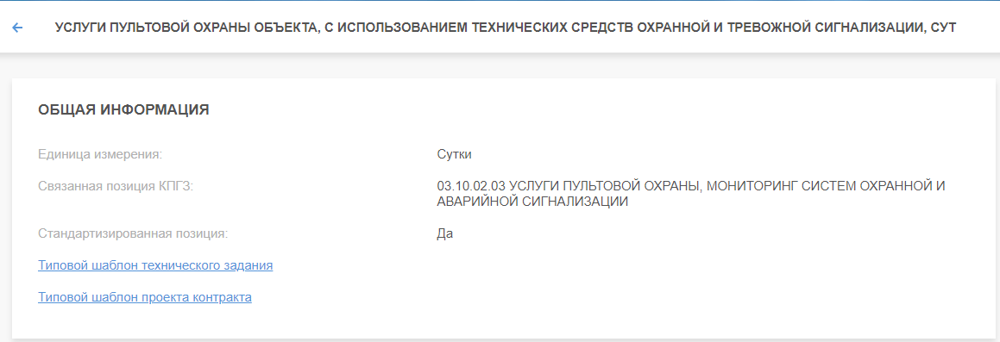 УСЛУГИ ПУЛЬТОВОЙ ОХРАНЫ ОБЪЕКТА, С ИСПОЛЬЗОВАНИЕМ ТЕХНИЧЕСКИХ СРЕДСТВ ОХРАННОЙ И ТРЕВОЖНОЙ СИГНАЛИЗАЦИИ, СУТ
ОБЩАЯ ИНФОРМАЦИЯ
Единица измерения: Сутки
Связанная позиция КПГЗ: 03.10.02.03 УСЛУГИ ПУЛЬТОВОЙ ОХРАНЫ, МОНИТОРИНГ СИСТЕМ ОХРАННОЙ И
АВАРИЙНОЙ СИГНАЛИЗАЦИИ
Стандартизированная позиция: Да
Типовой шаблон технического задания
Типовой шаблон проекта контракта